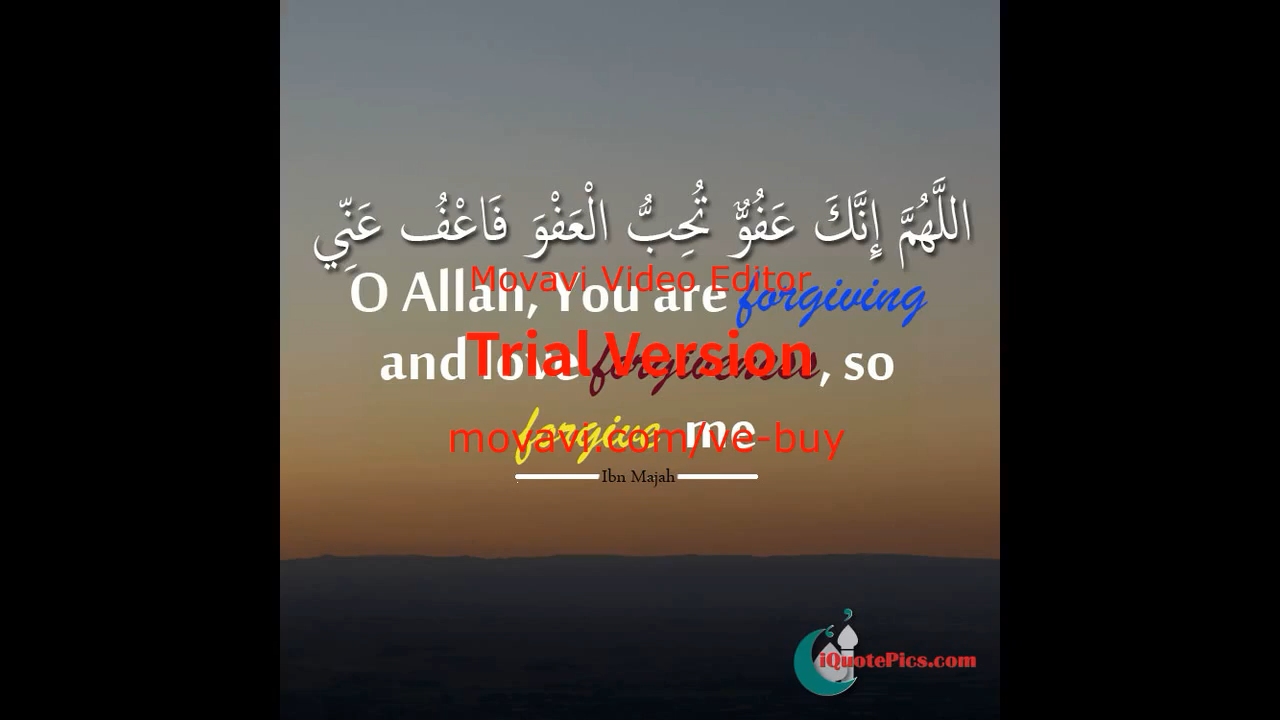 اللَّهُمَّ إِنَّكَ عَفُوٌّ تُحِبُّ الْعَفْوَ فَاعْفُ عَنِّي
Movavi Video Editor
O Allah, You are forgiving
Trial Version
and love forgiveness, so
movavi.com/ve-buy
forgive me
Ibn Majah
iQuotePics.com